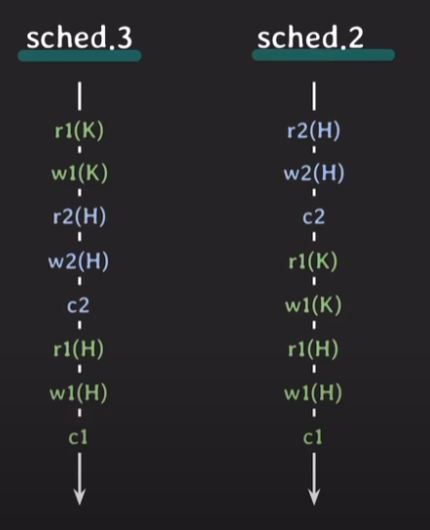 sched.3
r1(K)
w1(K)
r2(H)
w2(H)
c2
r1(H)
w1(H)
c1
sched.2
r2(H)
w2(H)
c2
r1(K)
w1(K)
r1(H)
w1(H)
c1